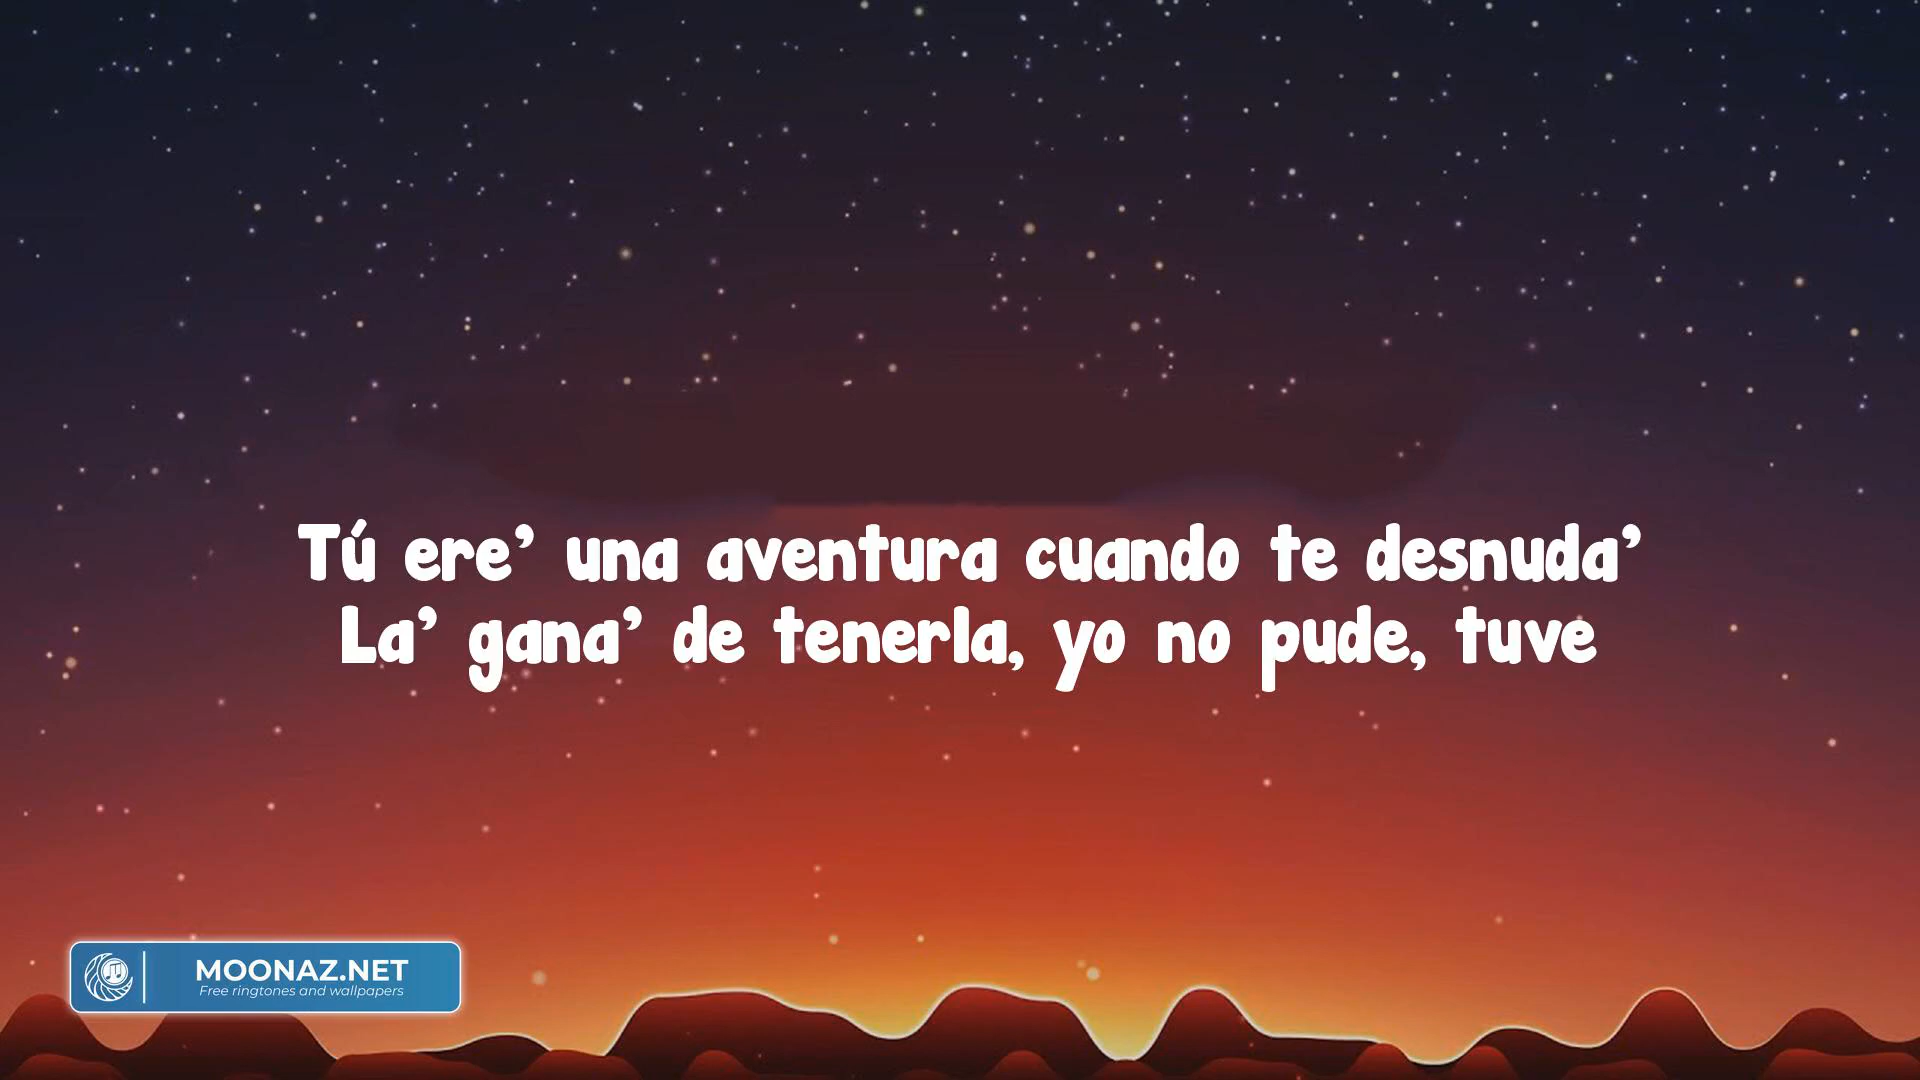 Tú ere’ una aventura cuando te desnuda’
La’ gana’ de tenerla, yo no pude, tuve
MOONAZ.NET
Free ringtones and wallpapers